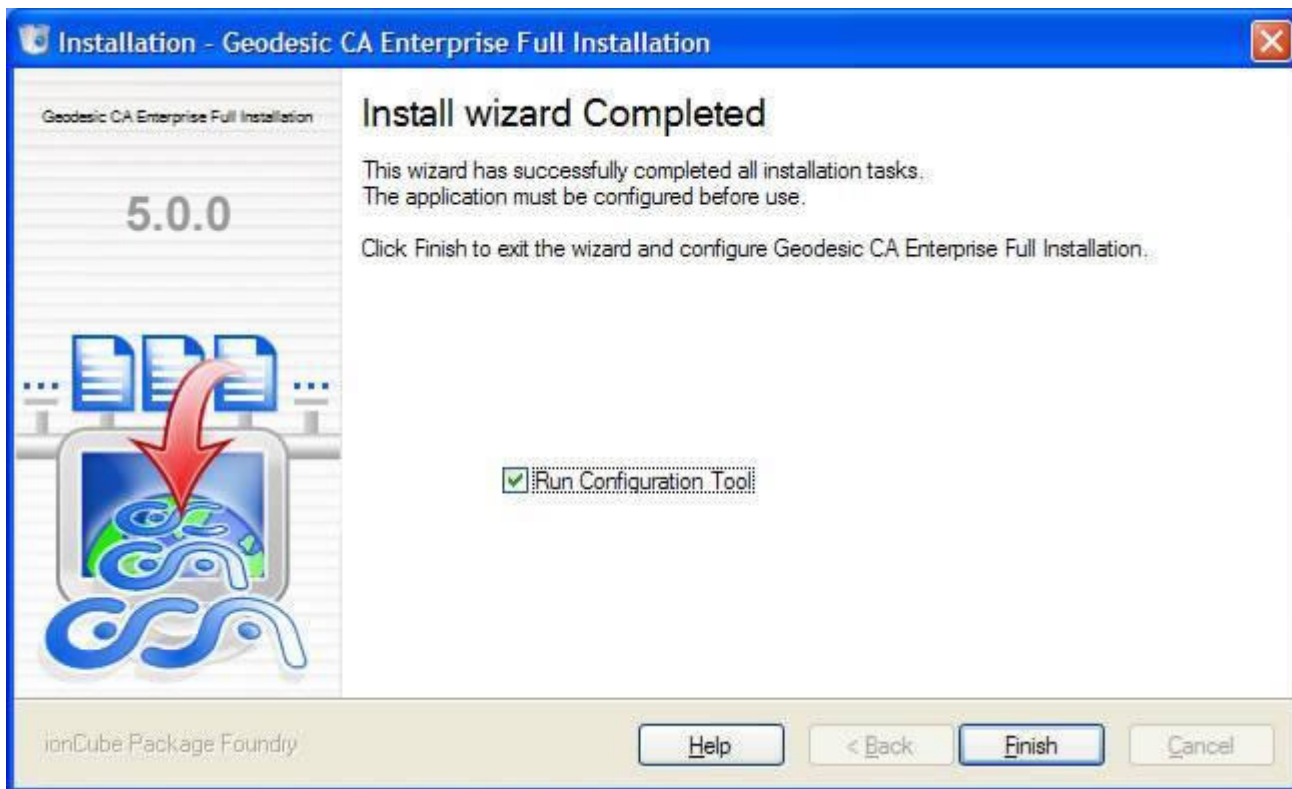 Installation - Geodesic CA Enterprise Full Installation
Geodesic CA Enterprise Full Installation
5.0.0
Install wizard Completed
This wizard has successfully completed all installation tasks.
The application must be configured before use.
Click Finish to exit the wizard and configure Geodesic CA Enterprise Full Installation.
Run Configuration Tool
ionCube Package Foundry
Help
< Back
Finish
Cancel